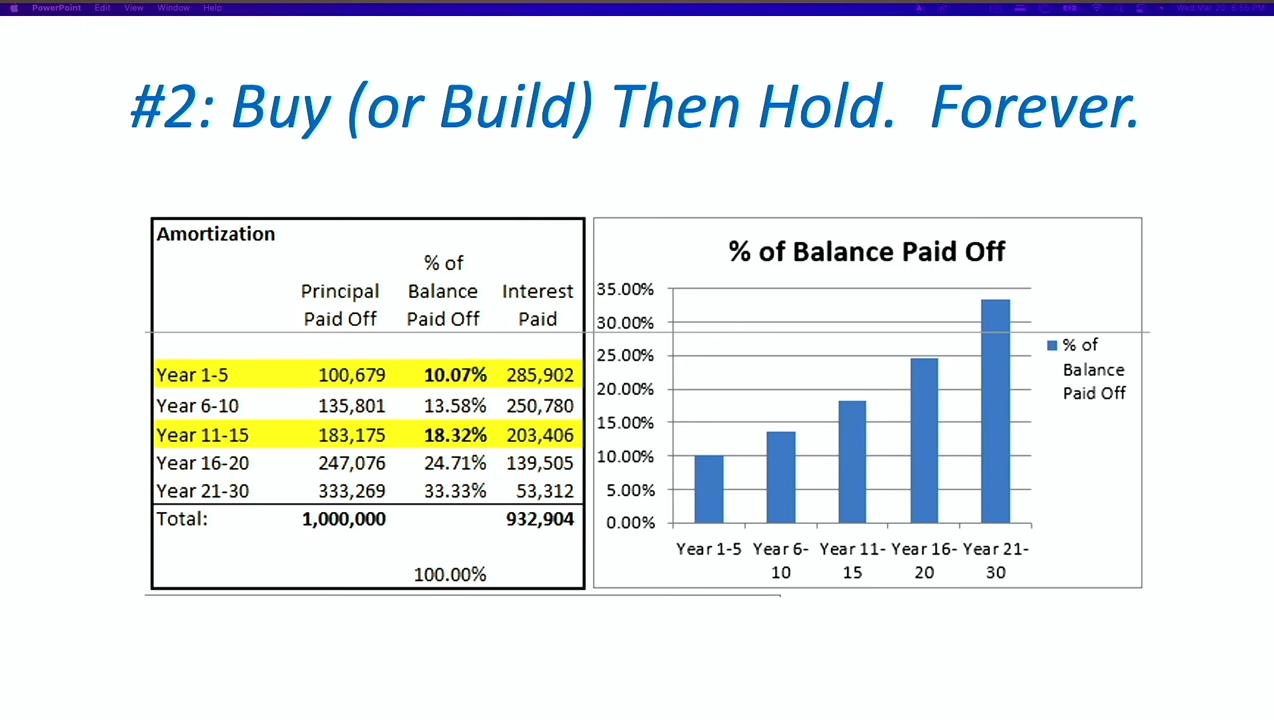 PowerPoint Edit View Window Help
Wed Mar 20 6:55 PM
#2: Buy (or Build) Then Hold. Forever.
Amortization
% of
Principal Balance Interest
Paid Off Paid Off Paid
Year 1-5 100,679 10.07% 285,902
Year 6-10 135,801 13.58% 250,780
Year 11-15 183,175 18.32% 203,406
Year 16-20 247,076 24.71% 139,505
Year 21-30 333,269 33.33% 53,312
Total: 1,000,000 932,904
100.00%
% of Balance Paid Off
35.00%
30.00%
25.00%
20.00%
15.00%
10.00%
5.00%
0.00%
Year 1-5 Year 6- Year 11- Year 16- Year 21-
10 15 20 30
% of
Balance
Paid Off